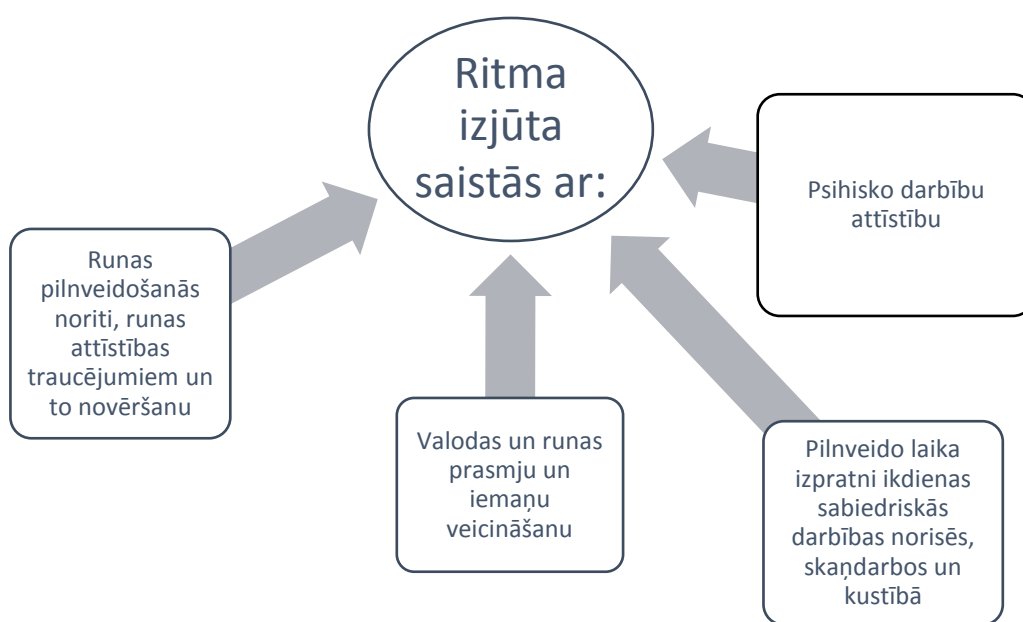 Ritma
izjūta
saistās ar:
Psihisko darbību
attīstību
Runas
pilnveidošanās
noriti, runas
attīstības
traucējumiem un
to novēršanu
Valodas un runas
prasmju un
iemaņu
veicināšanu
Pilnveido laika
izpratni ikdienas
sabiedriskās
darbības norisēs,
skaņdarbos un
kustībā